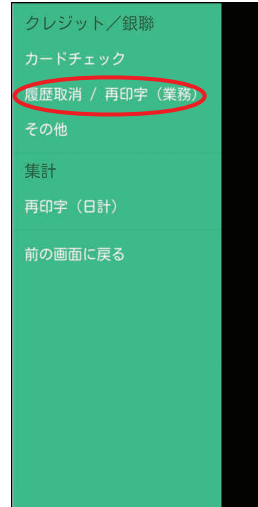 クレジット／銀聯
カードチェック
履歴取消 / 再印字（業務）
その他
集計
再印字（日計）
前の画面に戻る